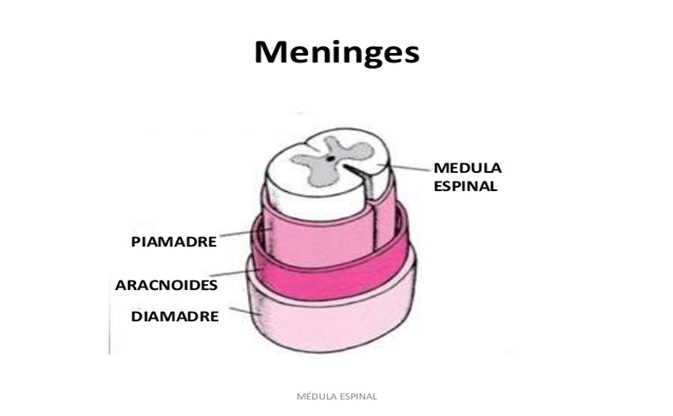 Meninges
MEDULA
ESPINAL
PIAMADRE
ARACNOIDES
DIAMADRE
MÉDULA ESPINAL